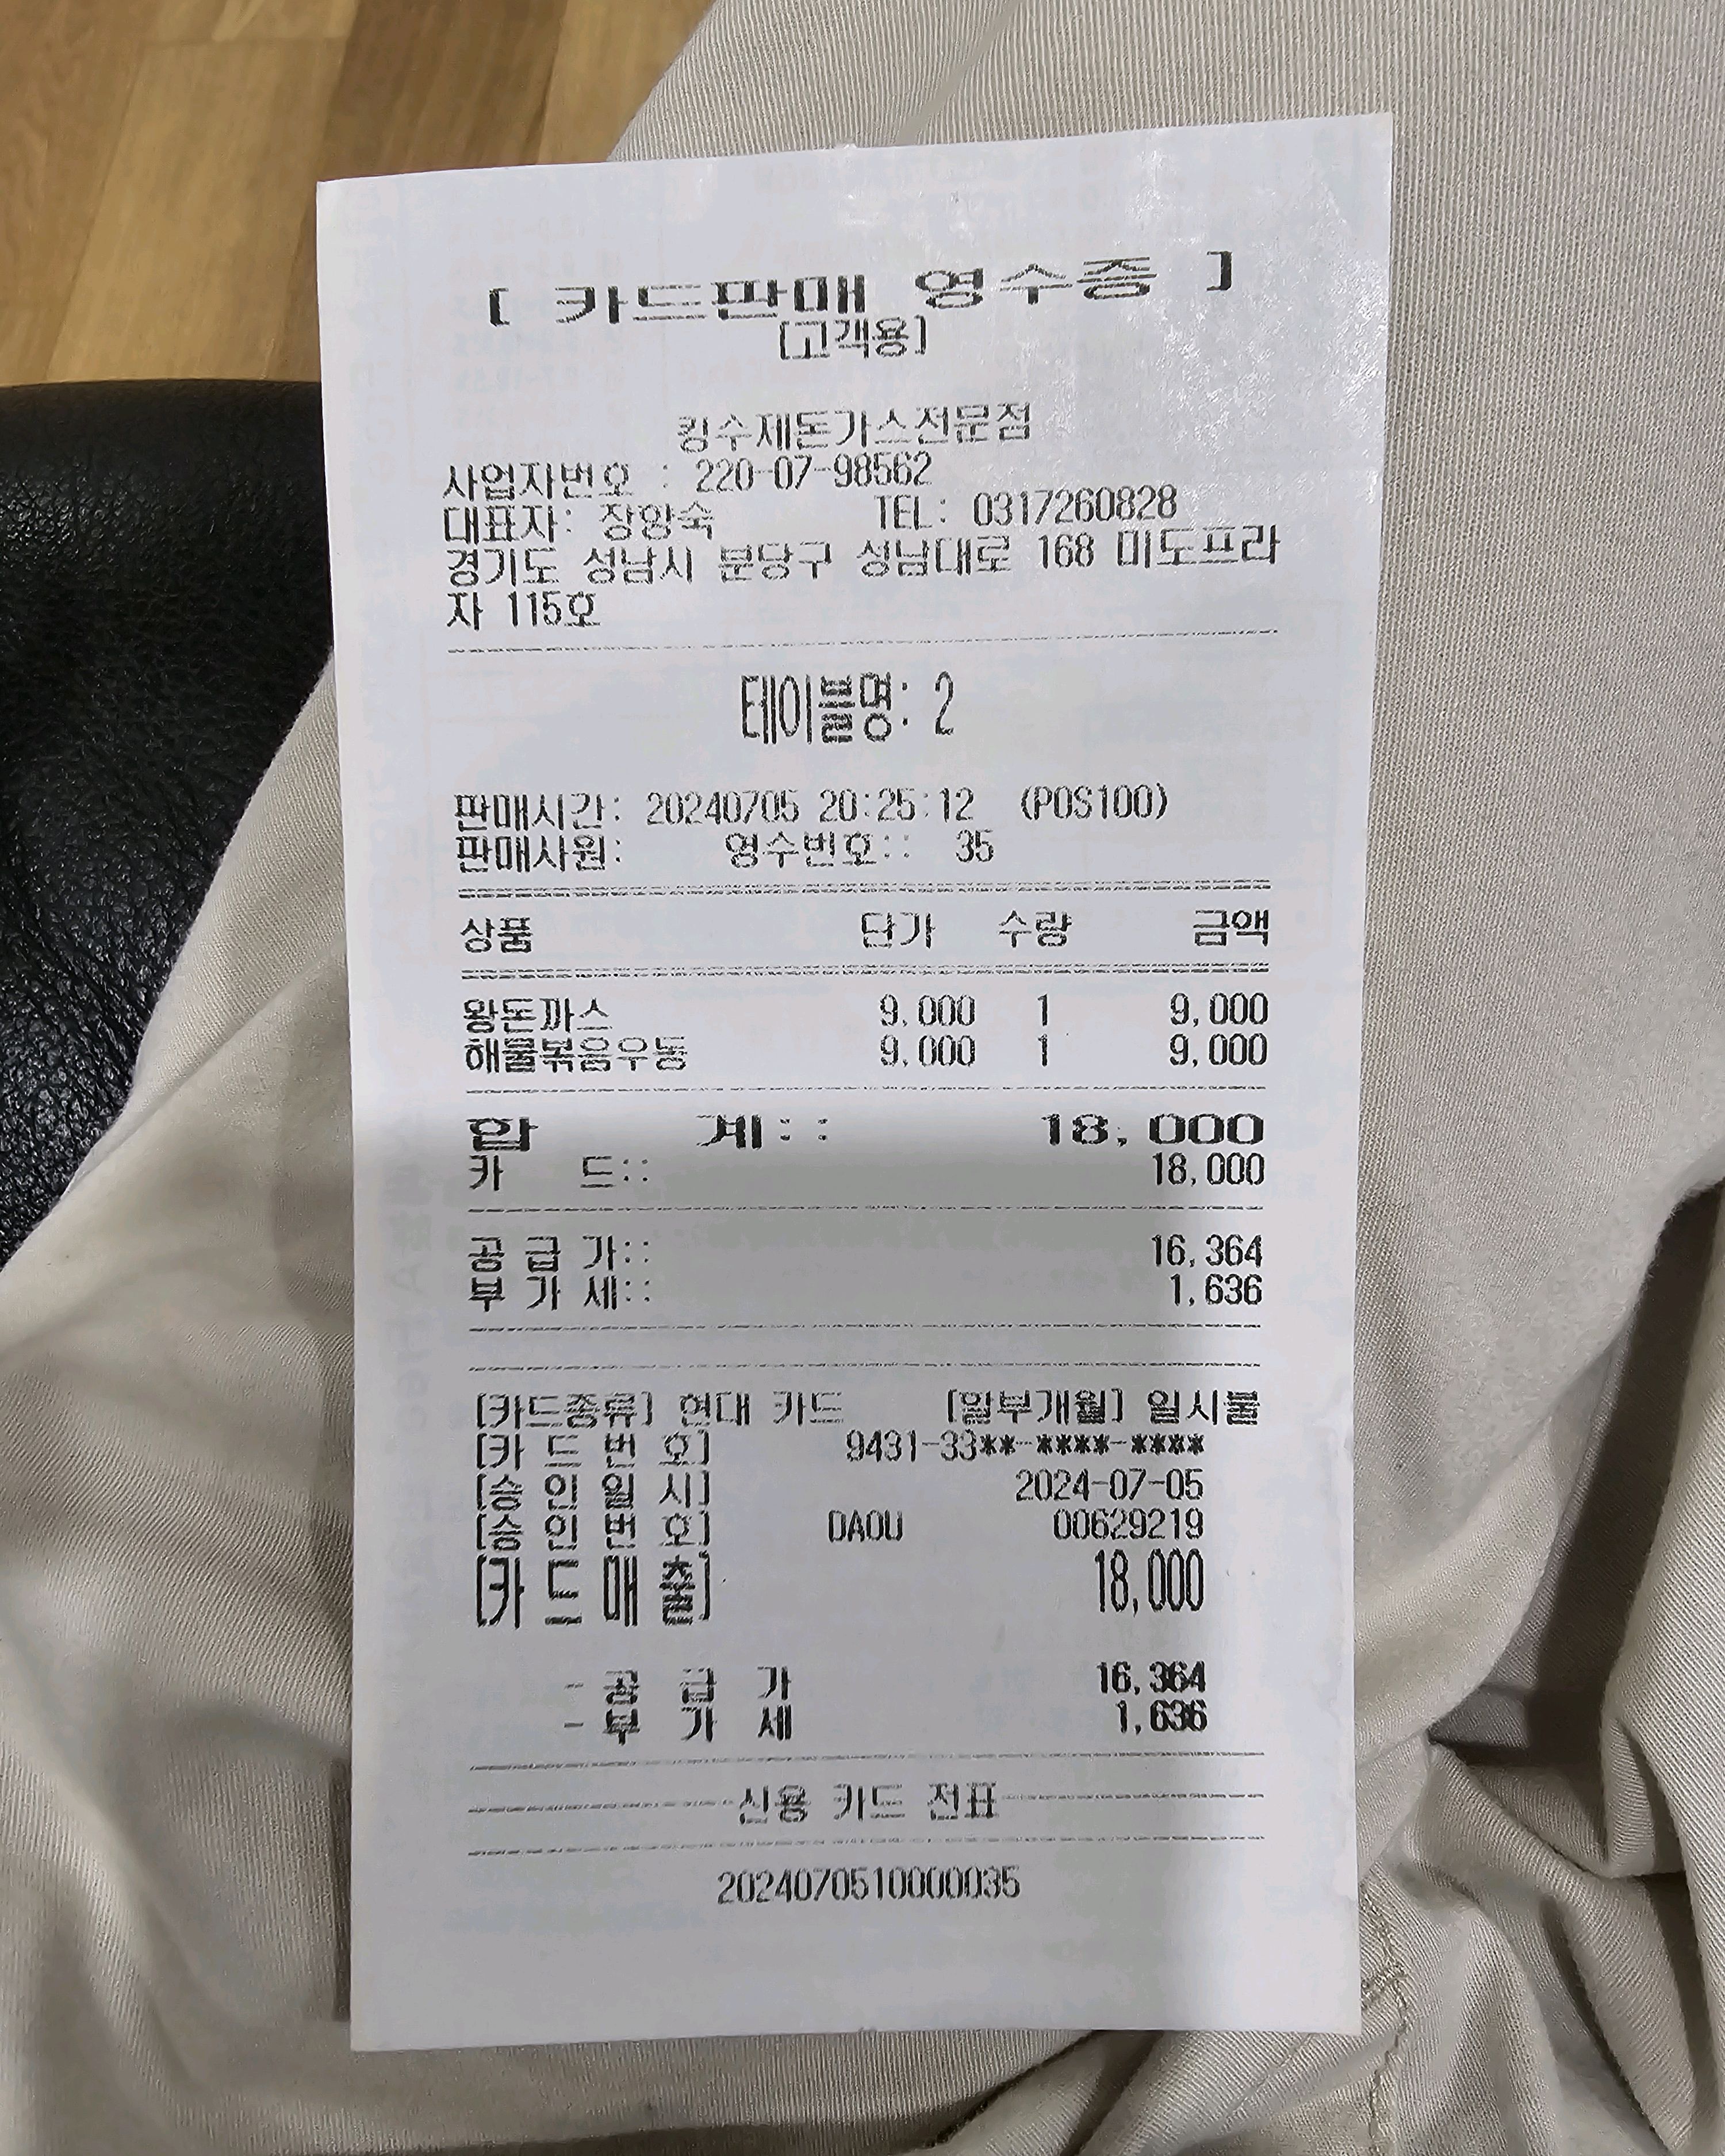 [ 카드판매 영수증 ]
[고객용]
킹수제돈가스전문점
사업자번호 : 220-07-98562
대표자: 장양숙 TEL: 0317260828
경기도 성남시 분당구 성남대로 168 미도프라
자 115호
테이블명: 2
판매시간: 20240705 20:25:12 (POS100)
판매사원: 영수번호:: 35
상품 단가 수량 금액
왕돈까스 9,000 1 9,000
해물볶음우동 9,000 1 9,000
합 계:: 18,000
카 드:: 18,000
공 급 가:: 16,364
부 가 세:: 1,636
[카드종류] 현대 카드 [할부개월] 일시불
[카 드 번 호] 9431-33**-****-****
[승 인 일 시] 2024-07-05
[승 인 번 호] DAOU 00629219
[카 드 매 출] 18,000
- 공 급 가 16,364
- 부 가 세 1,636
신용 카드 전표
2024070510000035